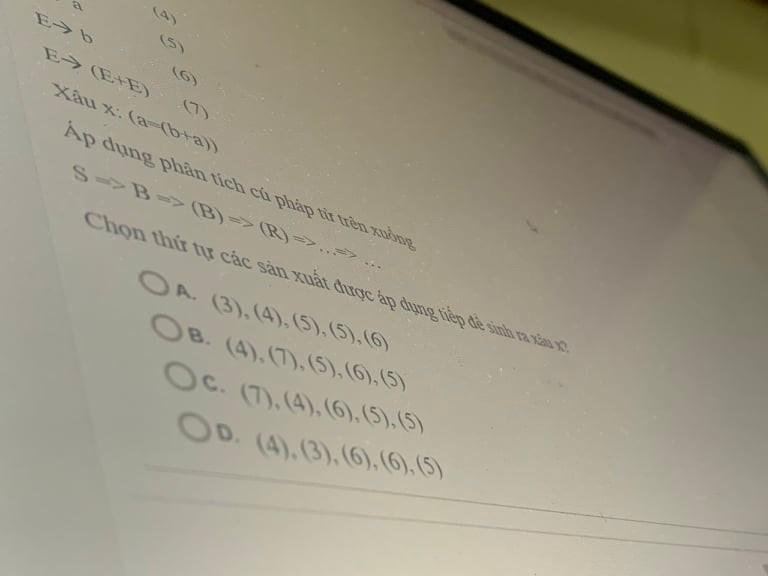 a (4)
E→ b (5)
E→ (E+E) (6)
(7)
Xâu x: (a=(b+a))
Áp dụng phân tích cú pháp từ trên xuống
S => B => (B) => (R) => ...=> ...
Chọn thứ tự các sản xuất được áp dụng tiếp để sinh ra xâu x?
A. (3), (4), (5), (5), (6)
B. (4), (7), (5), (6), (5)
C. (7), (4), (6), (5), (5)
D. (4), (3), (6), (6), (5)